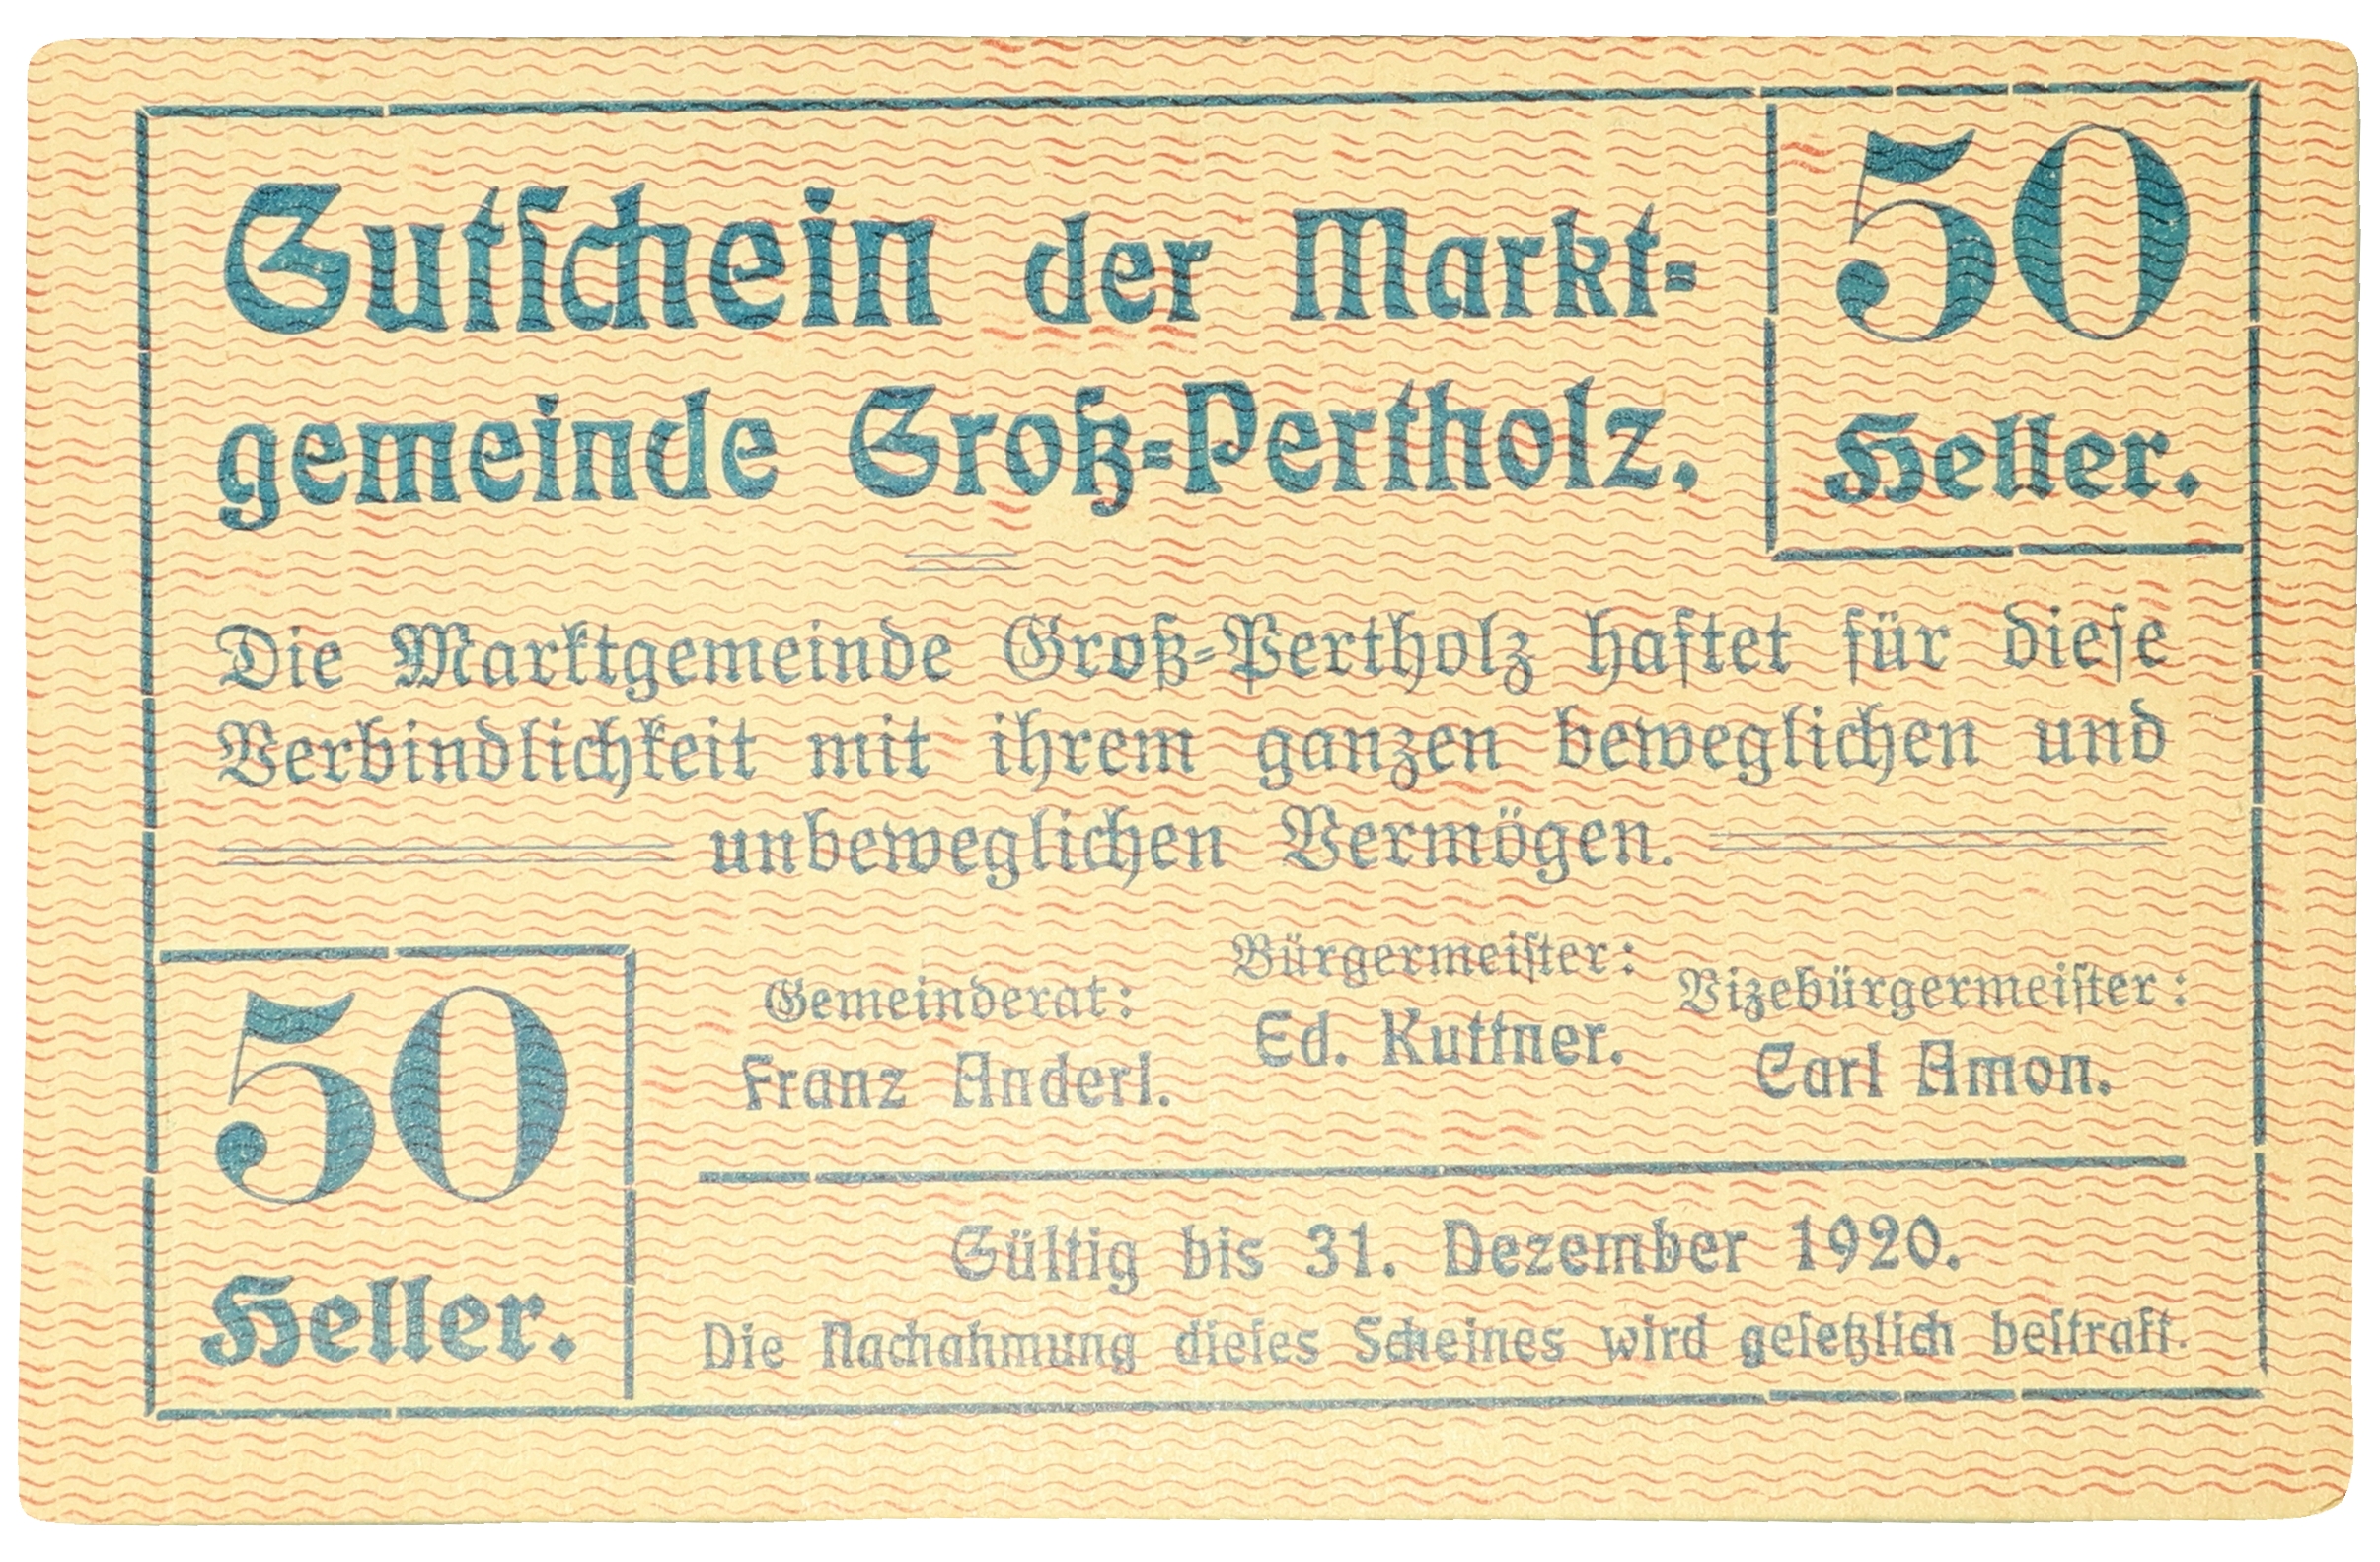 Gutschein der Markt-
gemeinde Groß-Pertholz.
50
Heller.
Die Marktgemeinde Groß-Pertholz haftet für diese
Verbindlichkeit mit ihrem ganzen beweglichen und
unbeweglichen Vermögen.
50
Heller.
Gemeinderat:
Franz Anderl.
Bürgermeister:
Ed. Kuttner.
Vizebürgermeister:
Carl Amon.
Gültig bis 31. Dezember 1920.
Die Nachahmung dieses Scheines wird gesetzlich bestraft.